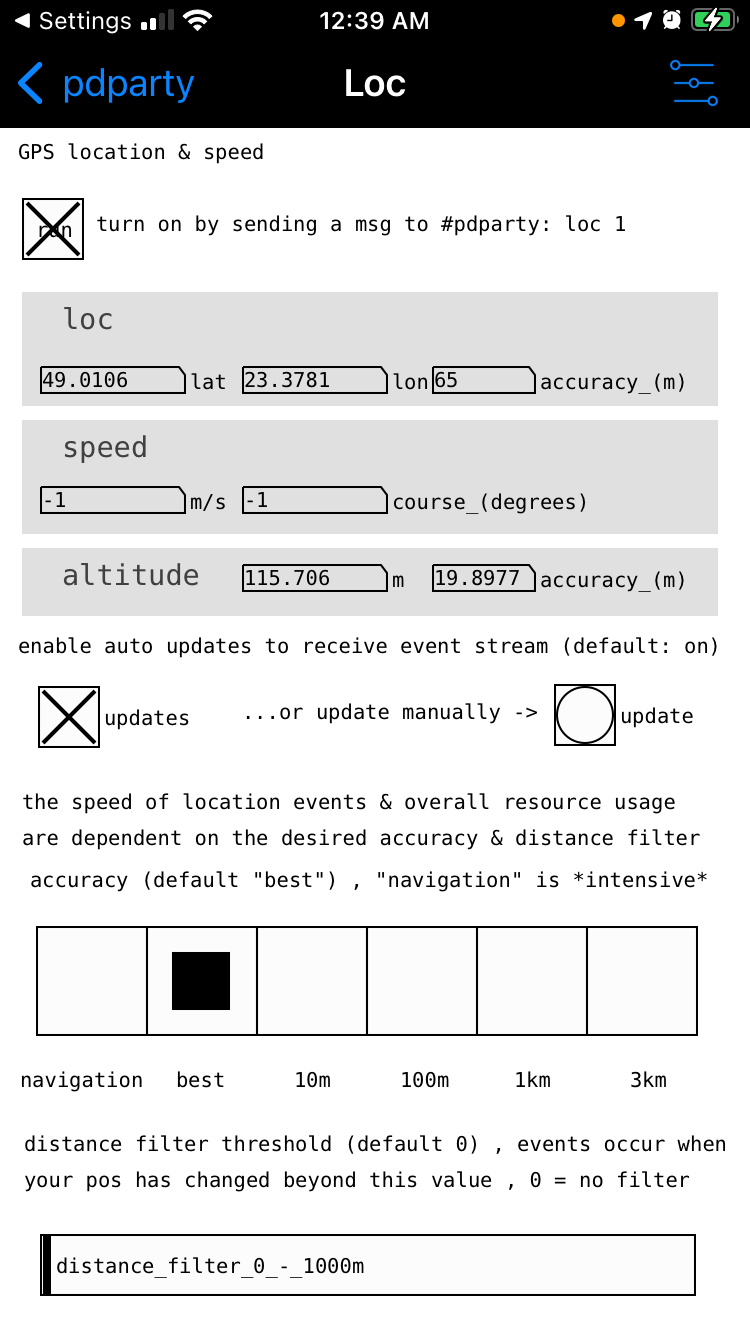 Settings 12:39 AM
pdparty Loc
GPS location & speed
run turn on by sending a msg to #pdparty: loc 1
loc
49.0106 lat 23.3781 lon 65 accuracy_(m)
speed
-1 m/s -1 course_(degrees)
altitude 115.706 m 19.8977 accuracy_(m)
enable auto updates to receive event stream (default: on)
updates ...or update manually -> update
the speed of location events & overall resource usage
are dependent on the desired accuracy & distance filter
accuracy (default "best") , "navigation" is *intensive*
navigation best 10m 100m 1km 3km
distance filter threshold (default 0) , events occur when
your pos has changed beyond this value , 0 = no filter
distance_filter_0_-_1000m